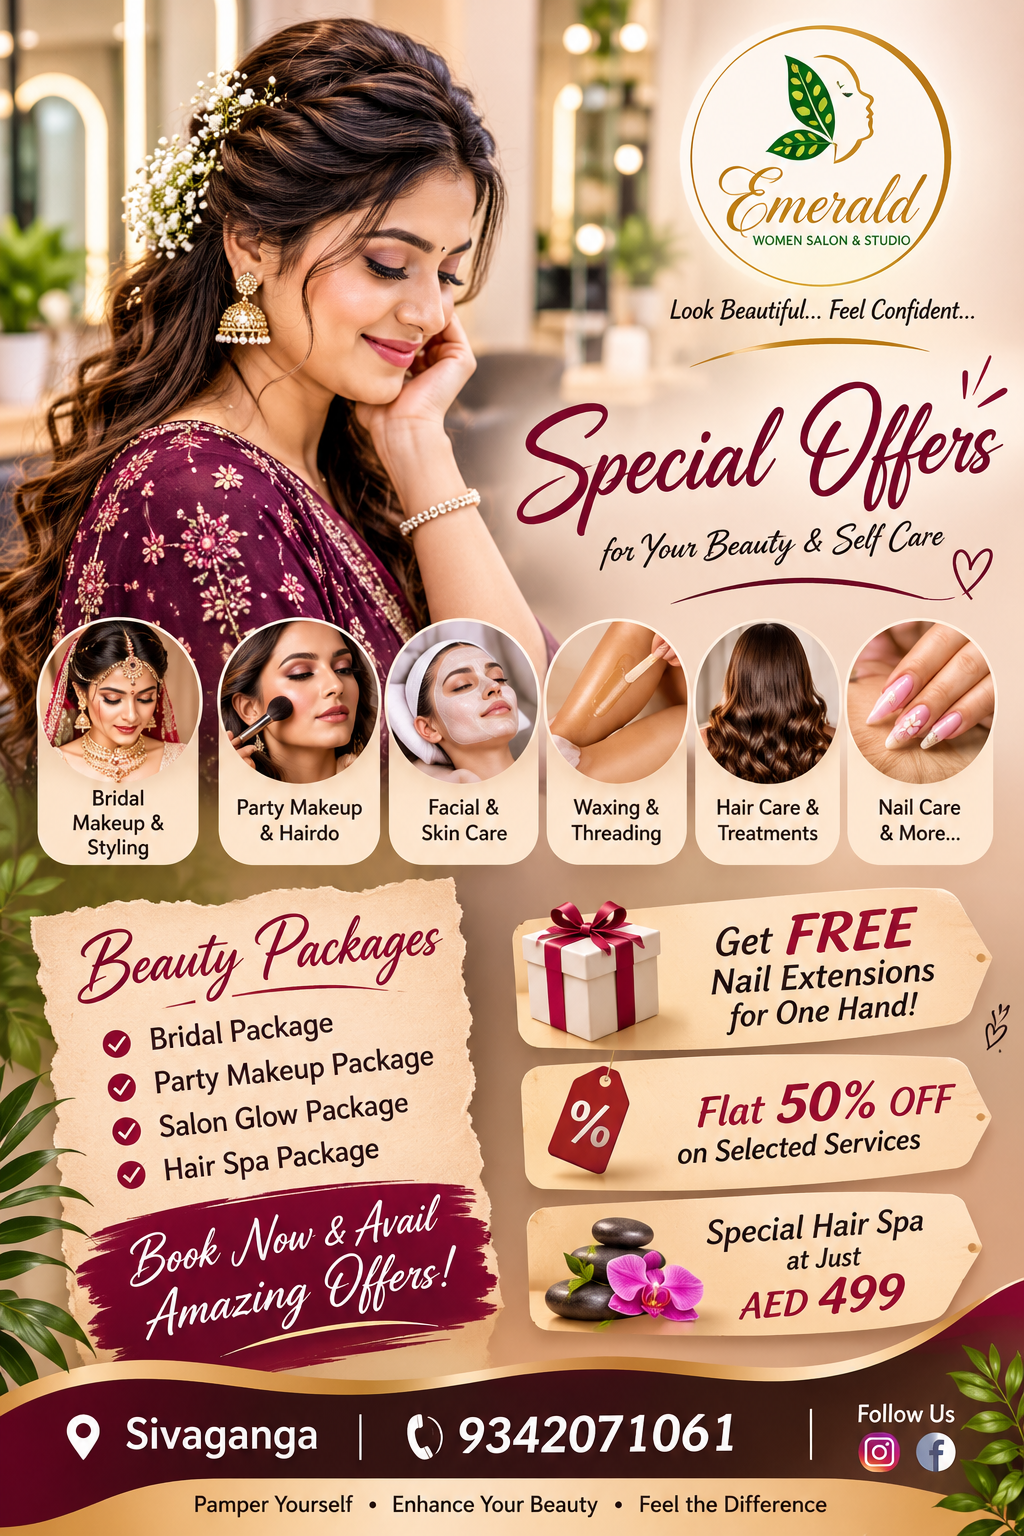 Emerald
WOMEN SALON & STUDIO
Look Beautiful... Feel Confident...
Special Offers
for Your Beauty & Self Care
Bridal
Makeup &
Styling
Party Makeup
& Hairdo
Facial &
Skin Care
Waxing &
Threading
Hair Care &
Treatments
Nail Care
& More...
Beauty Packages
Bridal Package
Party Makeup Package
Salon Glow Package
Hair Spa Package
Book Now & Avail
Amazing Offers!
Get FREE
Nail Extensions
for One Hand!
%
Flat 50% OFF
on Selected Services
Special Hair Spa
at Just
AED 499
Sivaganga
9342071061
Follow Us
Pamper Yourself • Enhance Your Beauty • Feel the Difference